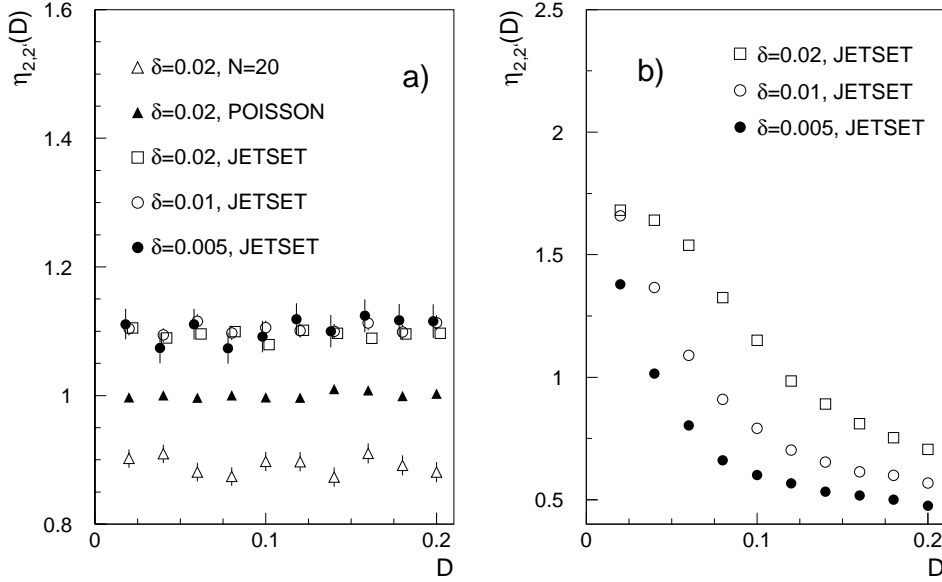 η2,2‘(D)
1.6
1.4
1.2
1
0.8
a)
δ=0.02, N=20
δ=0.02, POISSON
δ=0.02, JETSET
δ=0.01, JETSET
δ=0.005, JETSET
0
0.1
0.2
D
η2,2‘(D)
2.5
2
1.5
1
0.5
b)
δ=0.02, JETSET
δ=0.01, JETSET
δ=0.005, JETSET
0
0.1
0.2
D